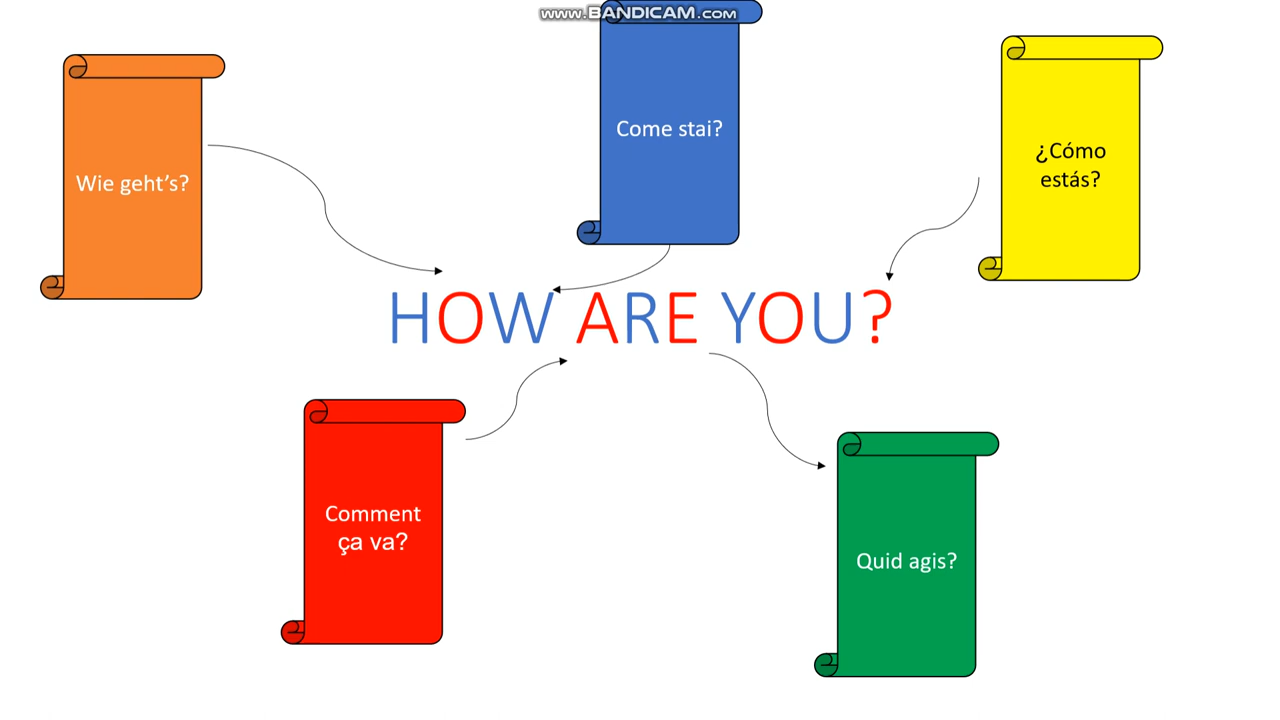 www.BANDICAM.com
Come stai?
¿Cómo
estás?
Wie geht's?
HOW ARE YOU?
Comment
ça va?
Quid agis?